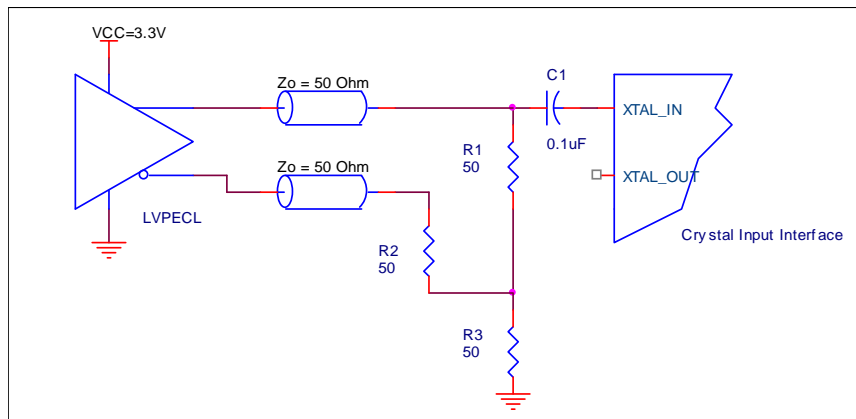 VCC=3.3V
Zo = 50 Ohm
C1
XTAL_IN
R1
50
0.1uF
Zo = 50 Ohm
XTAL_OUT
LVPECL
Crystal Input Interface
R2
50
R3
50